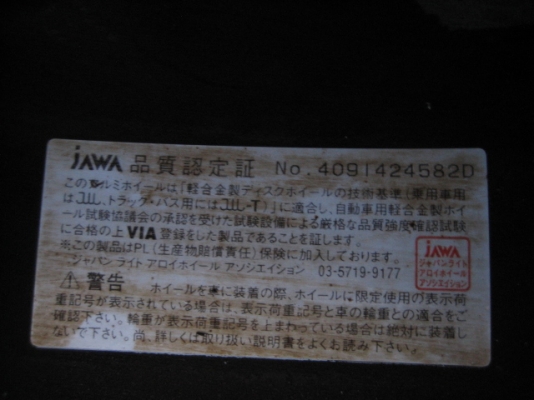 JAWA 品質認定証 No.4091424582D
このアルミホイールは「軽合金製ディスクホイールの技術基準」(乗用車用
はJWL、トラック・バス用にはJWL-T)に適合し、自動車用軽合金製ホイ
ール試験協議会の承認を受けた試験設備による厳格な品質強度確認試験
に合格の上VIA登録をした製品であることを証します。
※この製品はPL(生産物賠償責任)保険に加入しております。
ジャパン ライト アロイホイール アソシエイション 03-5719-9177
JAWA
ジャパンライト
アロイホイール
アソシエイション
⚠警告 ホイールを車に装着の際、ホイールに限定使用の表示荷
重記号が表示されている場合は、表示荷重記号と車の輪重との適合をご
確認下さい。輪重が表示荷重記号を上まわっている場合は絶対に装着し
ないで下さい。尚、詳しくは取り扱い説明書をよくお読み下さい。